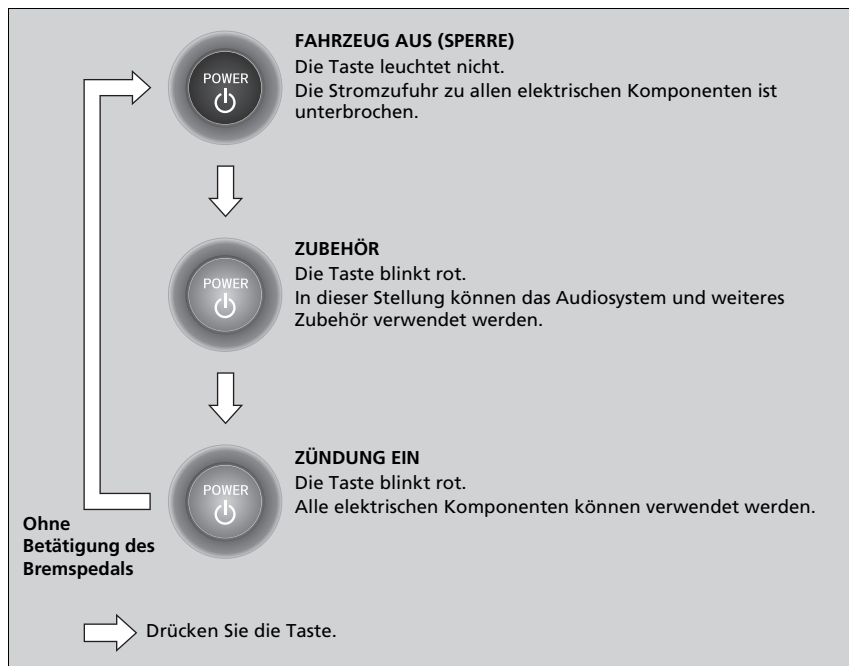 FAHRZEUG AUS (SPERRE)
Die Taste leuchtet nicht.
Die Stromzufuhr zu allen elektrischen Komponenten ist
unterbrochen.
POWER
ZUBEHÖR
Die Taste blinkt rot.
In dieser Stellung können das Audiosystem und weiteres
Zubehör verwendet werden.
POWER
ZÜNDUNG EIN
Die Taste blinkt rot.
Alle elektrischen Komponenten können verwendet werden.
POWER
Ohne
Betätigung des
Bremspedals
Drücken Sie die Taste.